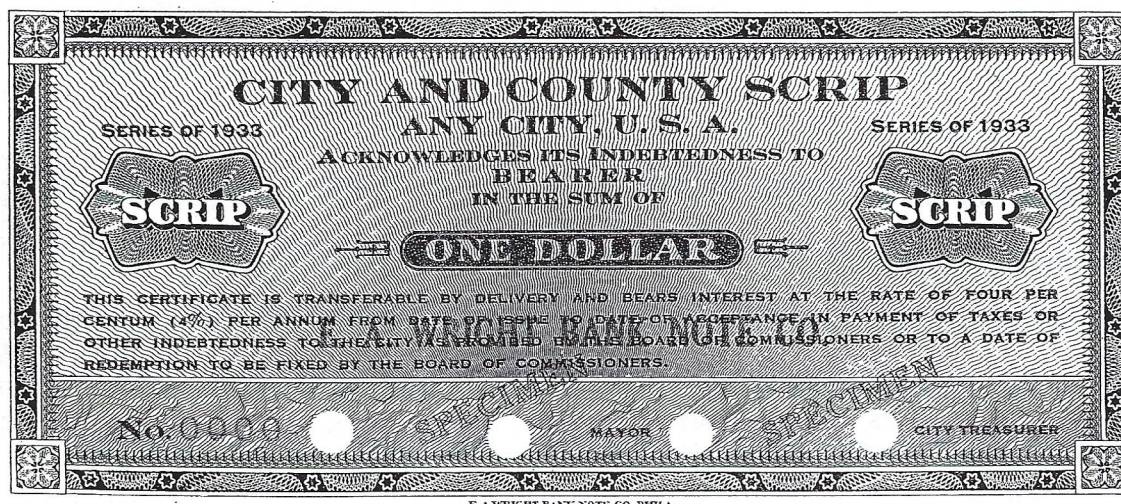 CITY AND COUNTY SCRIP
ANY CITY, U. S. A.
SERIES OF 1933
SERIES OF 1933
ACKNOWLEDGES ITS INDEBTEDNESS TO
BEARER
IN THE SUM OF
SCRIP
SCRIP
ONE DOLLAR
THIS CERTIFICATE IS TRANSFERABLE BY DELIVERY AND BEARS INTEREST AT THE RATE OF FOUR PER
CENTUM (4%) PER ANNUM FROM DATE OF ISSUE TO DATE OF ACCEPTANCE IN PAYMENT OF TAXES OR
OTHER INDEBTEDNESS TO THE CITY AS PROVIDED BY THE BOARD OF COMMISSIONERS OR TO A DATE OF
REDEMPTION TO BE FIXED BY THE BOARD OF COMMISSIONERS.
WRIGHT BANK NOTE CO.
SPECIMEN
SPECIMEN
No. 0000
MAYOR
CITY TREASURER
E. A. WRIGHT BANK NOTE CO. PHILA.